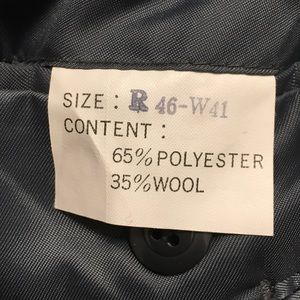 SIZE : R 46-W41
CONTENT :
65% POLYESTER
35% WOOL